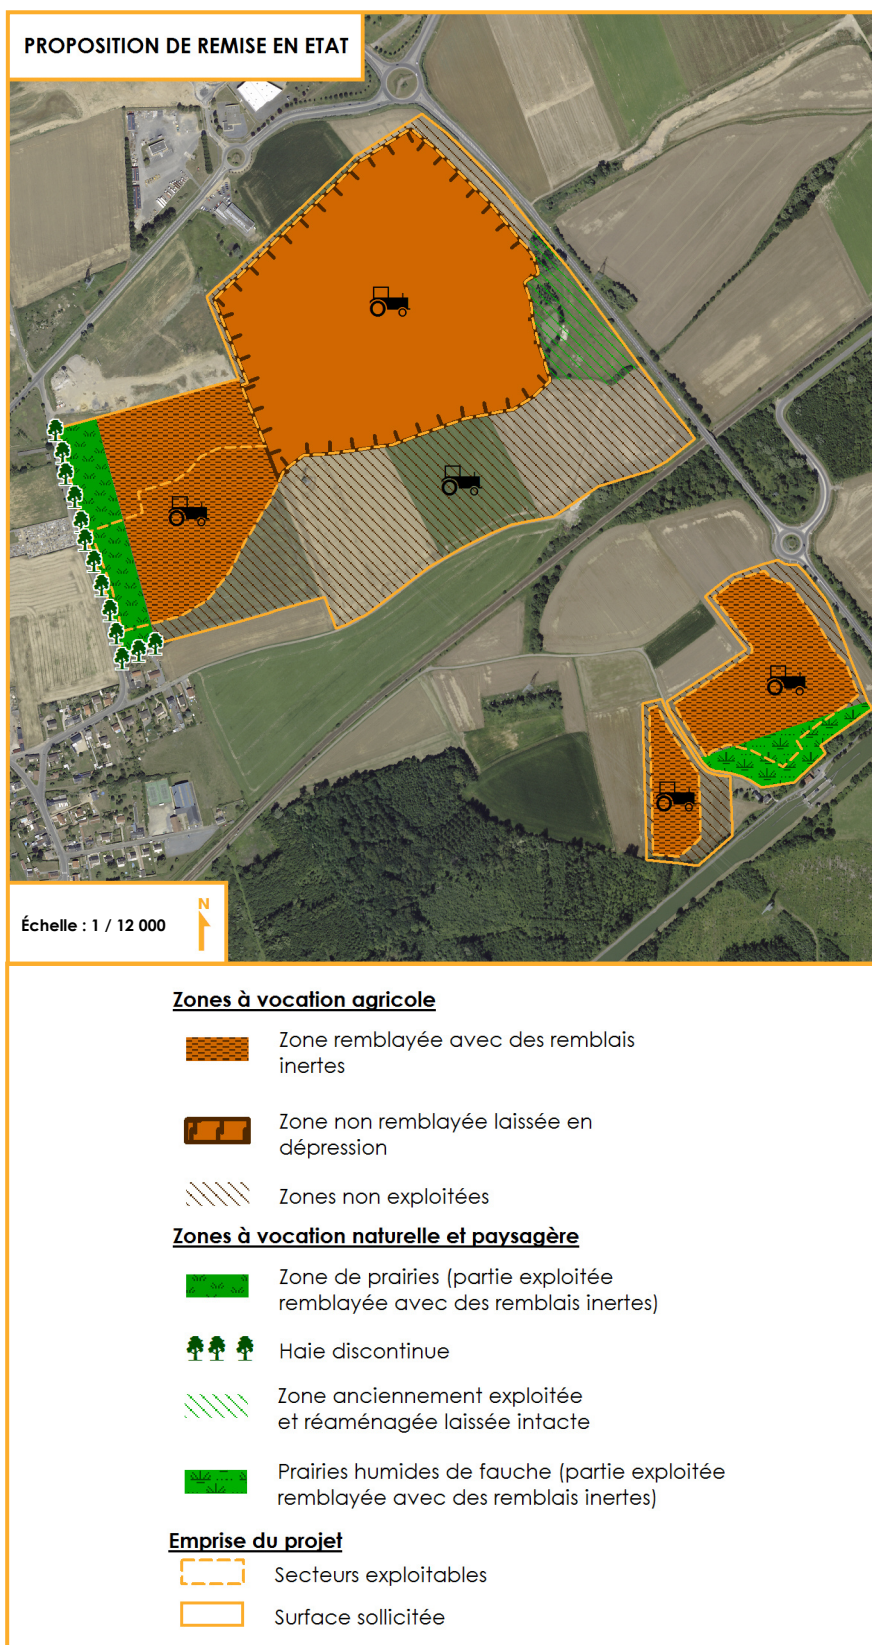 PROPOSITION DE REMISE EN ETAT
Échelle : 1 / 12 000
N
Zones à vocation agricole
Zone remblayée avec des remblais
inertes
Zone non remblayée laissée en
dépression
Zones non exploitées
Zones à vocation naturelle et paysagère
Zone de prairies (partie exploitée
remblayée avec des remblais inertes)
Haie discontinue
Zone anciennement exploitée
et réaménagée laissée intacte
Prairies humides de fauche (partie exploitée
remblayée avec des remblais inertes)
Emprise du projet
Secteurs exploitables
Surface sollicitée